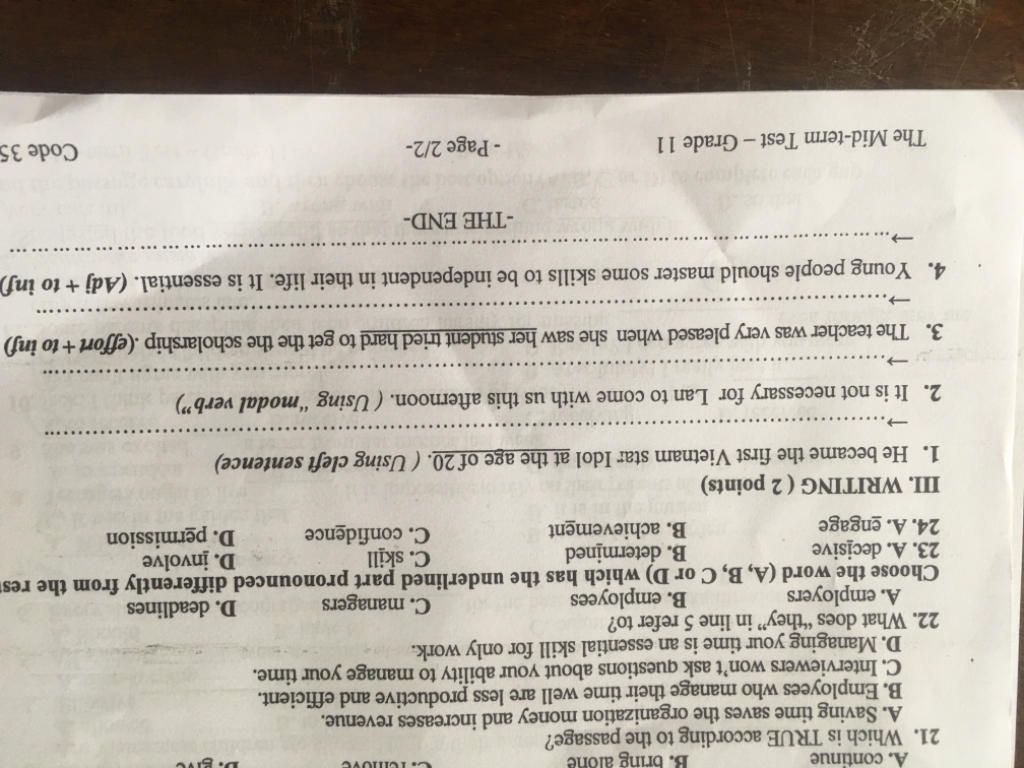 A. continue B. bring alone C. remove D. give
21. Which is TRUE according to the passage?
A. Saving time saves the organization money and increases revenue.
B. Employees who manage their time well are less productive and efficient.
C. Interviewers won't ask questions about your ability to manage your time.
D. Managing your time is an essential skill for only work.
22. What does "they" in line 5 refer to?
A. employers B. employees C. managers D. deadlines
Choose the word (A, B, C or D) which has the underlined part pronounced differently from the rest
23. A. decisive B. determined C. skill D. involve
24. A. engage B. achievement C. confidence D. permission
III. WRITING ( 2 points)
1. He became the first Vietnam star Idol at the age of 20. ( Using cleft sentence)
→....................................................................
2. It is not necessary for Lan to come with us this afternoon. ( Using "modal verb")
→....................................................................
3. The teacher was very pleased when she saw her student tried hard to get the the scholarship .(effort + to inf)
→....................................................................
4. Young people should master some skills to be independent in their life. It is essential. (Adj + to inf)
→....................................................................
-THE END-
The Mid-term Test – Grade 11 - Page 2/2- Code 35